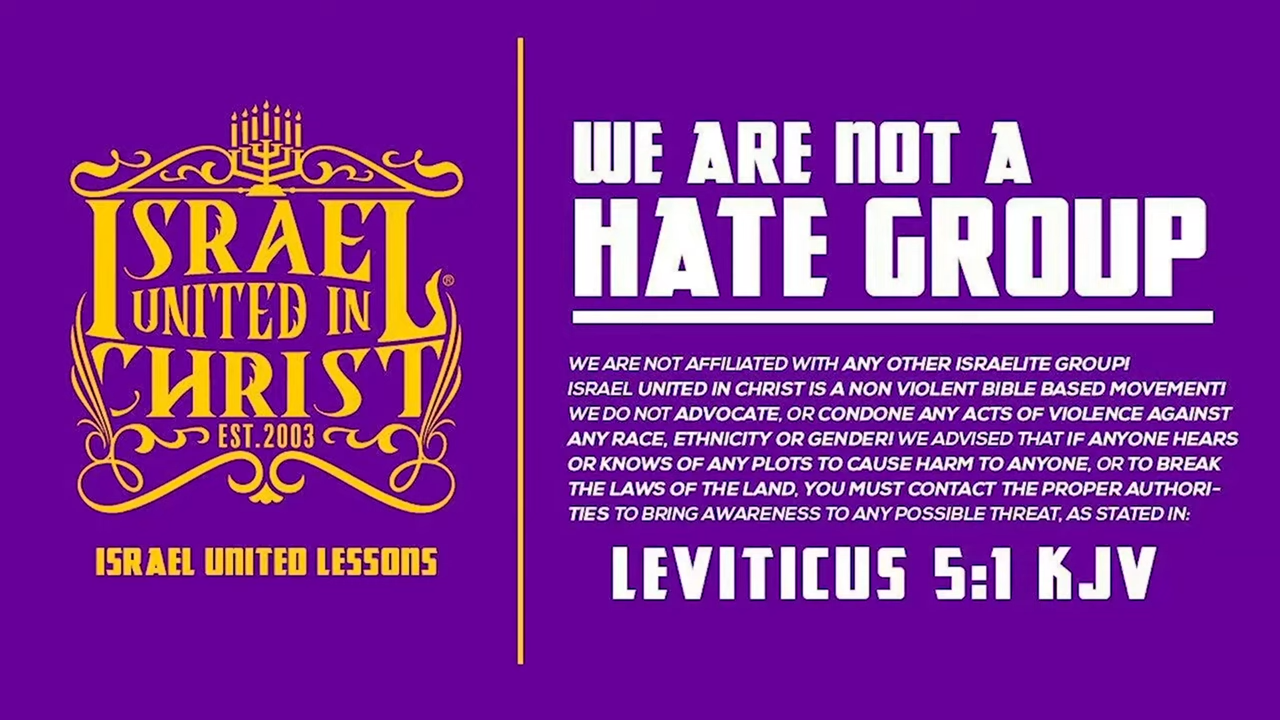 ISRAEL
UNITED IN
CHRIST
®
EST.2003
ISRAEL UNITED LESSONS
WE ARE NOT A
HATE GROUP
WE ARE NOT AFFILIATED WITH ANY OTHER ISRAELITE GROUP!
ISRAEL UNITED IN CHRIST IS A NON VIOLENT BIBLE BASED MOVEMENT!
WE DO NOT ADVOCATE, OR CONDONE ANY ACTS OF VIOLENCE AGAINST
ANY RACE, ETHNICITY OR GENDER! WE ADVISED THAT IF ANYONE HEARS
OR KNOWS OF ANY PLOTS TO CAUSE HARM TO ANYONE, OR TO BREAK
THE LAWS OF THE LAND, YOU MUST CONTACT THE PROPER AUTHORI-
TIES TO BRING AWARENESS TO ANY POSSIBLE THREAT, AS STATED IN:
LEVITICUS 5:1 KJV